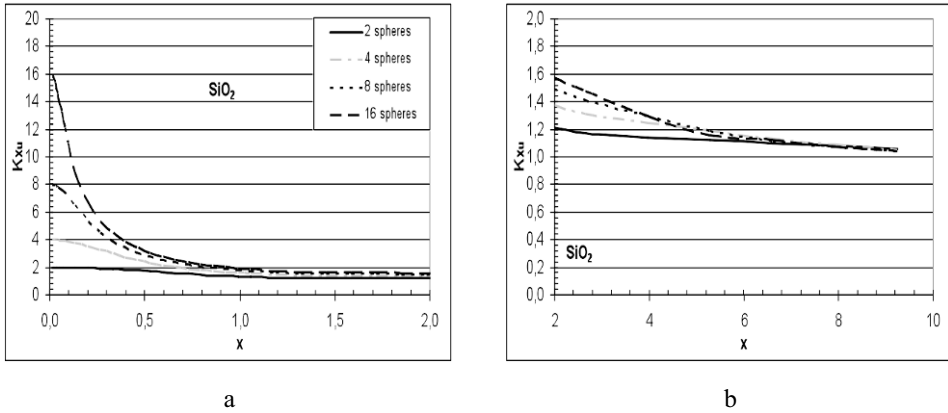 20
18
16
14
12
10
8
6
4
2
0
Kxu
SiO2
2 spheres
4 spheres
8 spheres
16 spheres
0,0 0,5 1,0 1,5 2,0
x
a
2,0
1,8
1,6
1,4
1,2
1,0
0,8
0,6
0,4
0,2
0,0
Kxu
SiO2
2 4 6 8 10
x
b